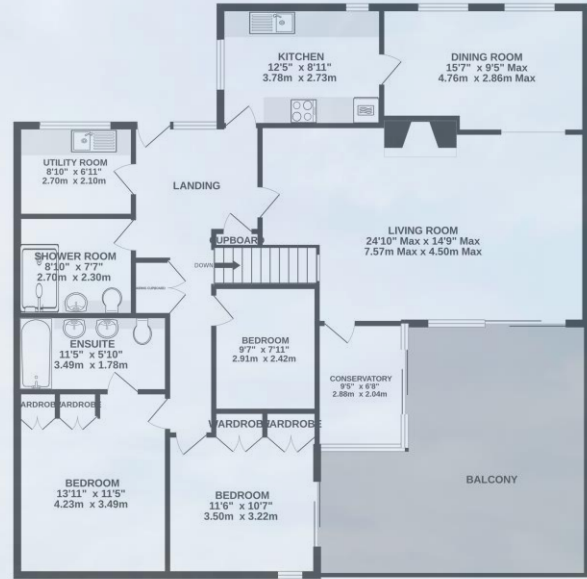 KITCHEN
12'5" x 8'11"
3.78m x 2.73m
DINING ROOM
15'7" x 9'5" Max
4.76m x 2.86m Max
UTILITY ROOM
8'10" x 6'11"
2.70m x 2.10m
LANDING
LIVING ROOM
24'10" Max x 14'9" Max
7.57m Max x 4.50m Max
SHOWER ROOM
8'10" x 7'7"
2.70m x 2.30m
CUPBOARD
DOWN
ENSUITE
11'5" x 5'10"
3.49m x 1.78m
BEDROOM
9'7" x 7'11"
2.91m x 2.42m
CONSERVATORY
9'5" x 6'8"
2.88m x 2.04m
WARDROBE
WARDROBE
WARDROBE
WARDROBE
BEDROOM
13'11" x 11'5"
4.23m x 3.49m
BEDROOM
11'6" x 10'7"
3.50m x 3.22m
BALCONY